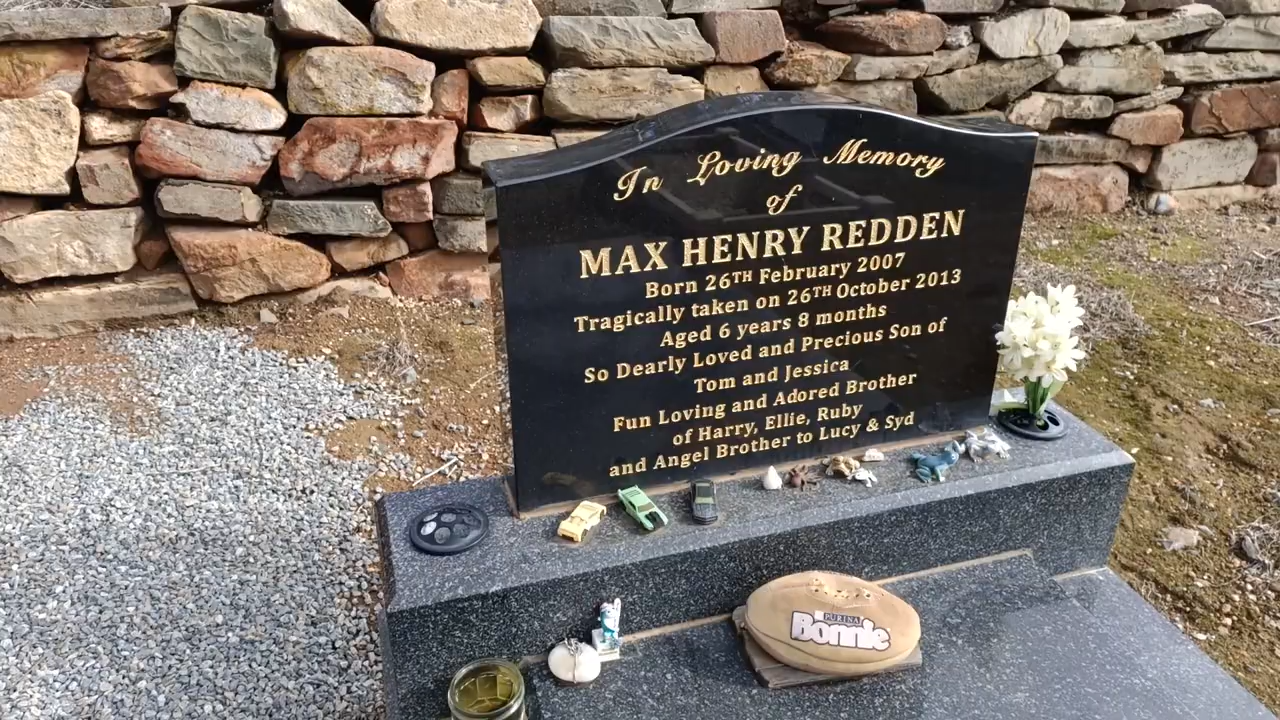 In Loving Memory
of
MAX HENRY REDDEN
Born 26TH February 2007
Tragically taken on 26TH October 2013
Aged 6 years 8 months
So Dearly Loved and Precious Son of
Tom and Jessica
Fun Loving and Adored Brother
of Harry, Ellie, Ruby
and Angel Brother to Lucy & Syd
PURINA
Bonnie